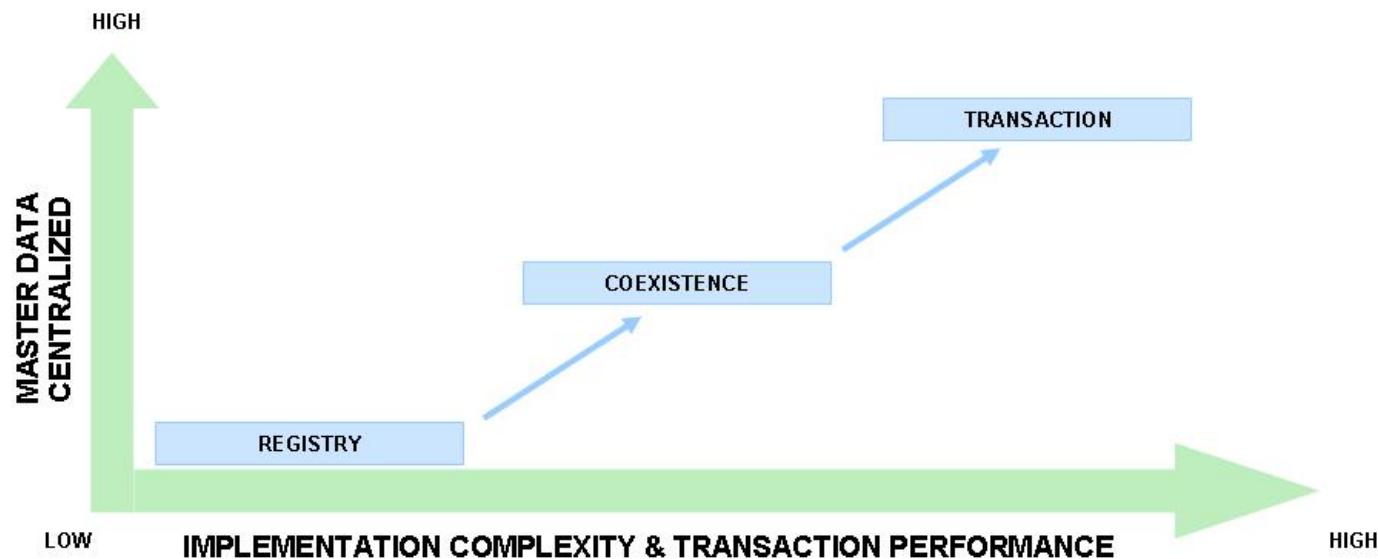 HIGH
TRANSACTION
MASTER DATA
CENTRALIZED
COEXISTENCE
REGISTRY
LOW
IMPLEMENTATION COMPLEXITY & TRANSACTION PERFORMANCE
HIGH